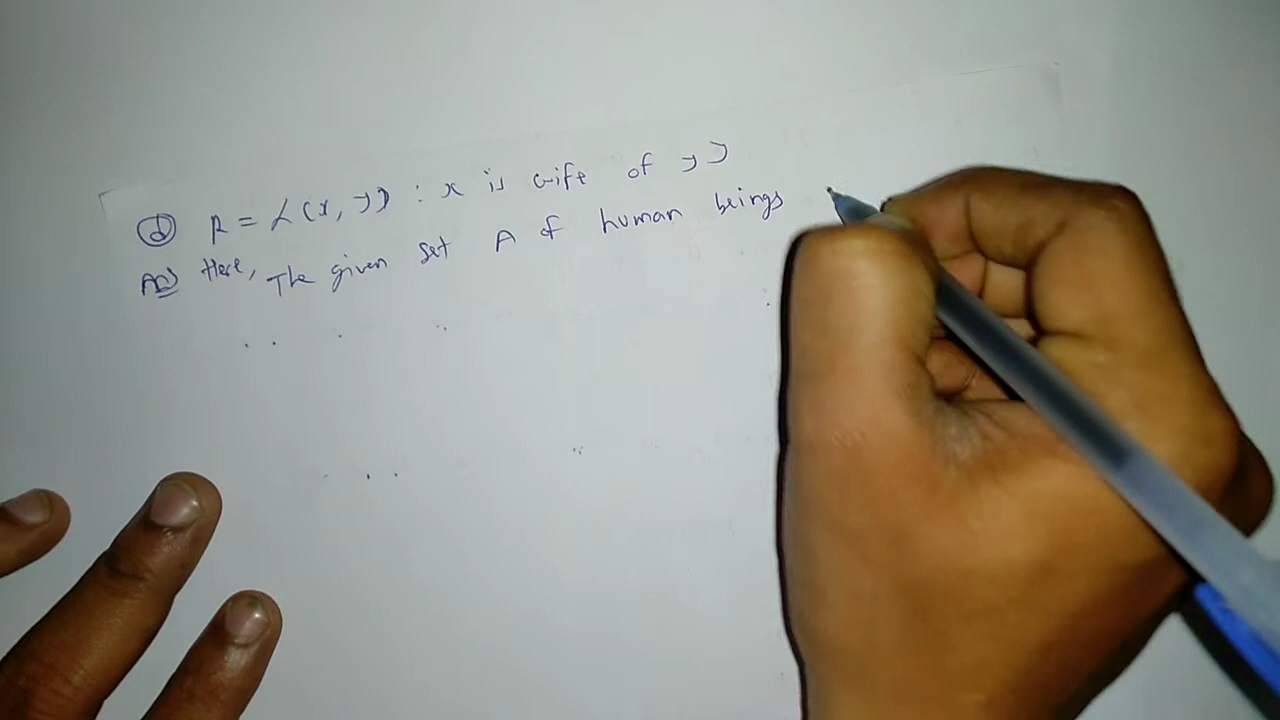 (d) R = {(x, y) : x is wife of y}
Ans Here, The given set A of human beings